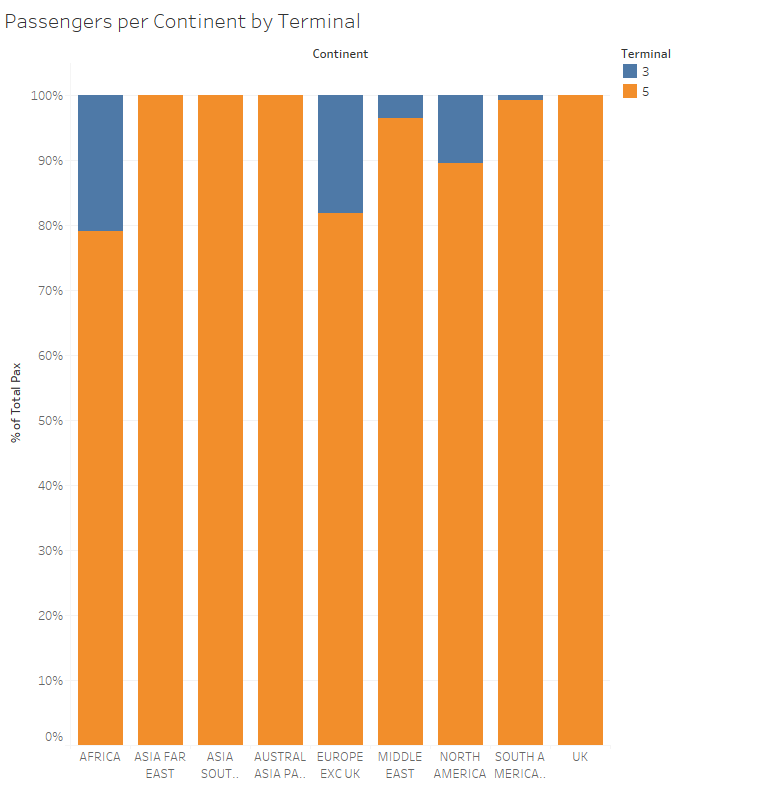 Passengers per Continent by Terminal
Continent
Terminal
3
5
% of Total Pax
100%
90%
80%
70%
60%
50%
40%
30%
20%
10%
0%
AFRICA
ASIA FAR
EAST
ASIA
SOUT..
AUSTRAL
ASIA PA..
EUROPE
EXC UK
MIDDLE
EAST
NORTH
AMERICA
SOUTH A
MERICA..
UK